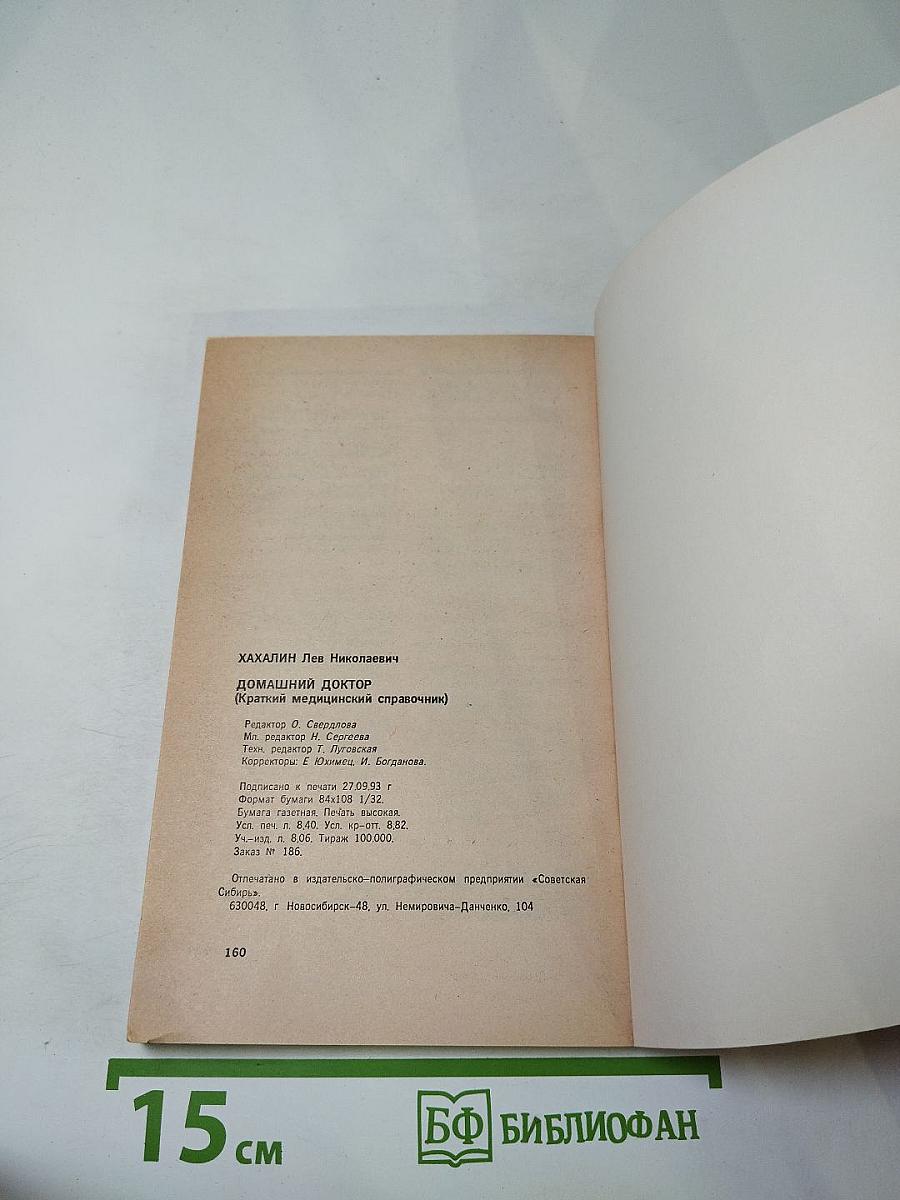 ХАХАЛИН Лев Николаевич
ДОМАШНИЙ ДОКТОР
(Краткий медицинский справочник)
Редактор О. Свердлова
Мл. редактор Н. Сергеева
Техн. редактор Т. Луговская
Корректоры: Е Юхимец, И. Богданова.
Подписано к печати 27.09.93 г
Формат бумаги 84х108 1/32.
Бумага газетная. Печать высокая.
Усл. печ. л. 8,40. Усл. кр-отт. 8,82.
Уч.-изд. л. 8,06. Тираж 100.000.
Заказ № 186.
Отпечатано в издательско-полиграфическом предприятии «Советская
Сибирь».
630048, г Новосибирск-48, ул. Немировича-Данченко, 104
160
15 см
БФ БИБЛИОФАН